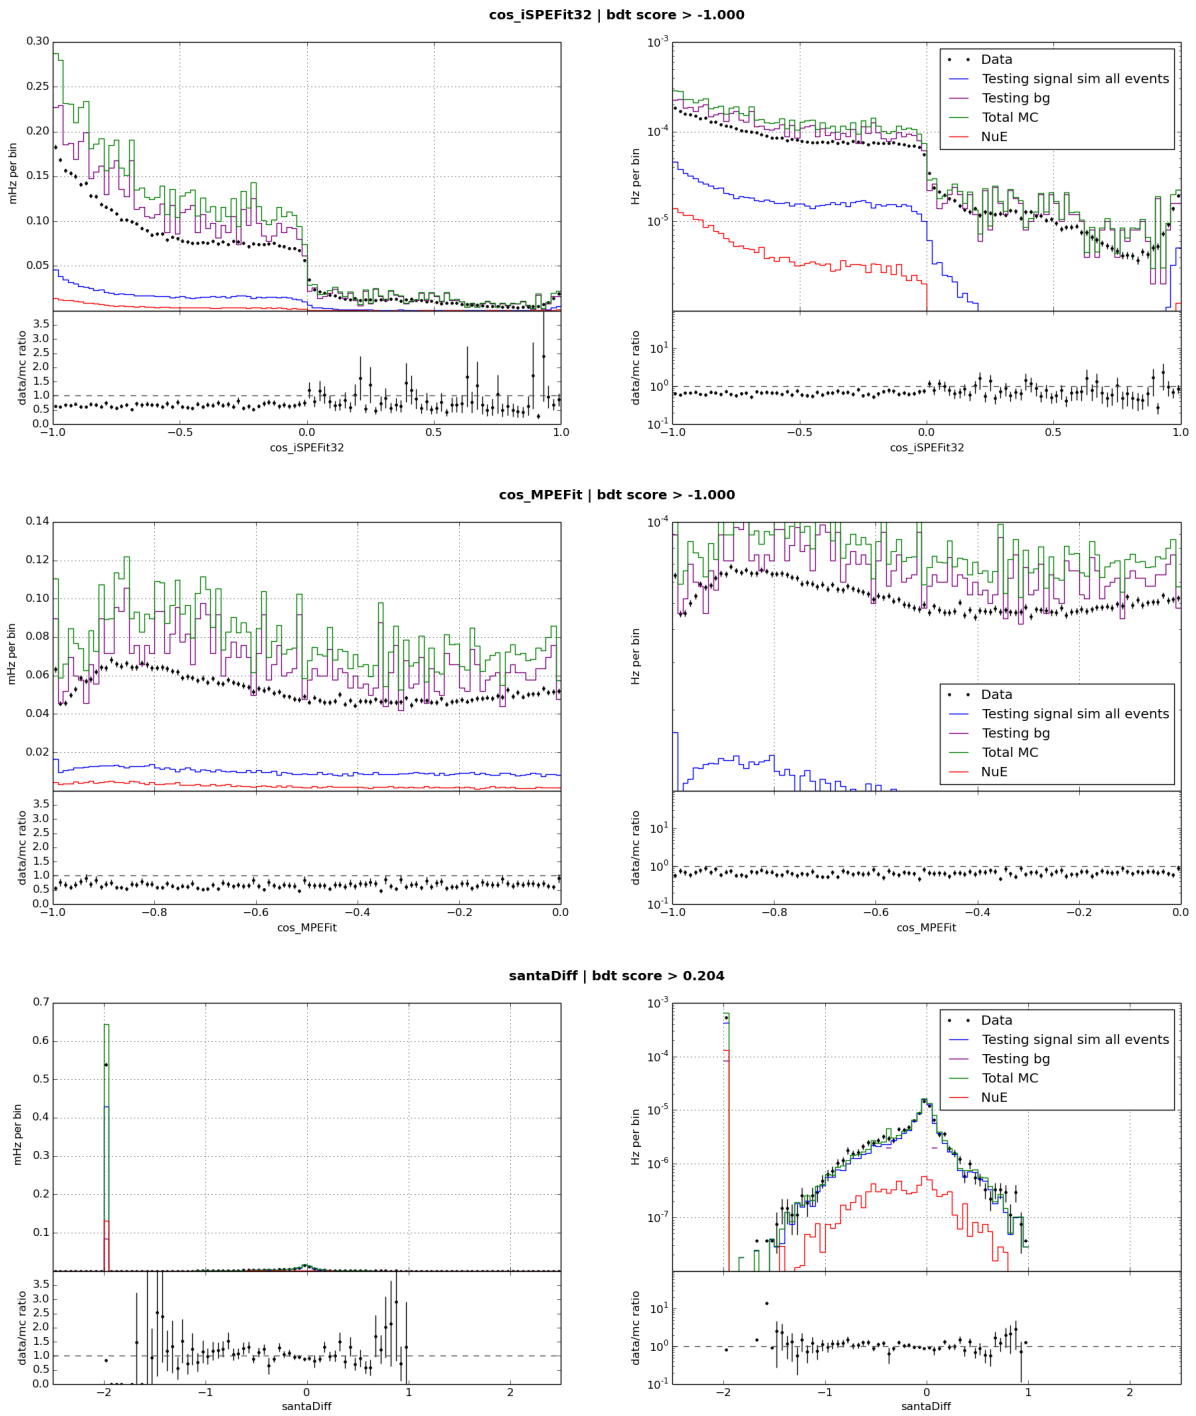 cos_iSPEFit32 | bdt score > -1.000
0.30
0.25
0.20
0.15
0.10
0.05
mHz per bin
3.5
3.0
2.5
2.0
1.5
1.0
0.5
0.0
data/mc ratio
−1.0 −0.5 0.0 0.5 1.0
cos_iSPEFit32
10⁻³
10⁻⁴
10⁻⁵
Hz per bin
Data
Testing signal sim all events
Testing bg
Total MC
NuE
10¹
10⁰
10⁻¹
data/mc ratio
−1.0 −0.5 0.0 0.5 1.0
cos_iSPEFit32
cos_MPEFit | bdt score > -1.000
0.14
0.12
0.10
0.08
0.06
0.04
0.02
mHz per bin
3.5
3.0
2.5
2.0
1.5
1.0
0.5
0.0
data/mc ratio
−1.0 −0.8 −0.6 −0.4 −0.2 0.0
cos_MPEFit
10⁻⁴
Hz per bin
Data
Testing signal sim all events
Testing bg
Total MC
NuE
10¹
10⁰
10⁻¹
data/mc ratio
−1.0 −0.8 −0.6 −0.4 −0.2 0.0
cos_MPEFit
santaDiff | bdt score > 0.204
0.7
0.6
0.5
0.4
0.3
0.2
0.1
mHz per bin
3.5
3.0
2.5
2.0
1.5
1.0
0.5
0.0
data/mc ratio
−2 −1 0 1 2
santaDiff
10⁻³
10⁻⁴
10⁻⁵
10⁻⁶
10⁻⁷
Hz per bin
Data
Testing signal sim all events
Testing bg
Total MC
NuE
10¹
10⁰
10⁻¹
data/mc ratio
−2 −1 0 1 2
santaDiff